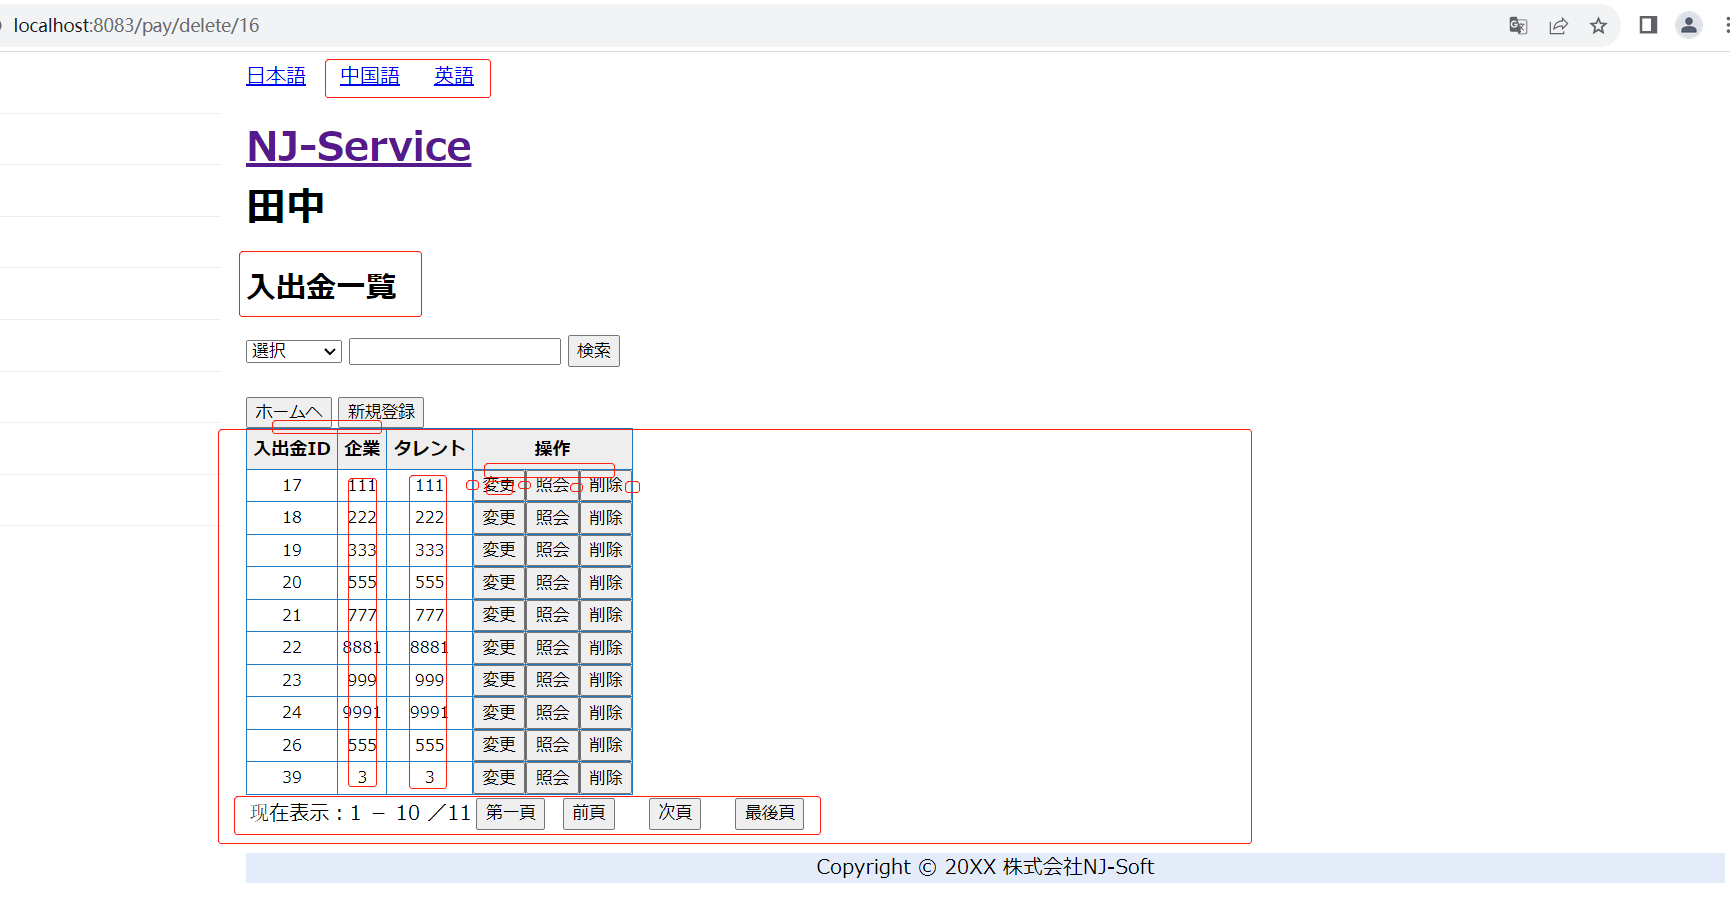 localhost:8083/pay/delete/16
日本語 中国語 英語
NJ-Service
田中
入出金一覧
選択 検索
ホームへ 新規登録
入出金ID 企業 タレント 操作
17 111 111 変更 照会 削除
18 222 222 変更 照会 削除
19 333 333 変更 照会 削除
20 555 555 変更 照会 削除
21 777 777 変更 照会 削除
22 8881 8881 変更 照会 削除
23 999 999 変更 照会 削除
24 9991 9991 変更 照会 削除
26 555 555 変更 照会 削除
39 3 3 変更 照会 削除
现在表示：1 － 10 ／11 第一頁 前頁 次頁 最後頁
Copyright © 20XX 株式会社NJ-Soft